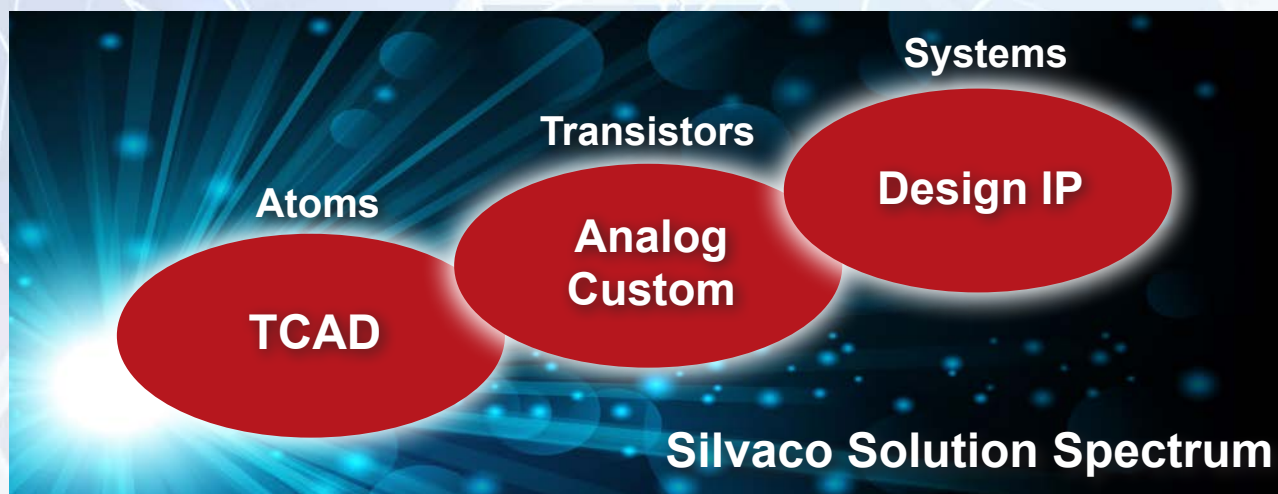 Systems
Design IP
Transistors
Analog
Custom
Atoms
TCAD
Silvaco Solution Spectrum